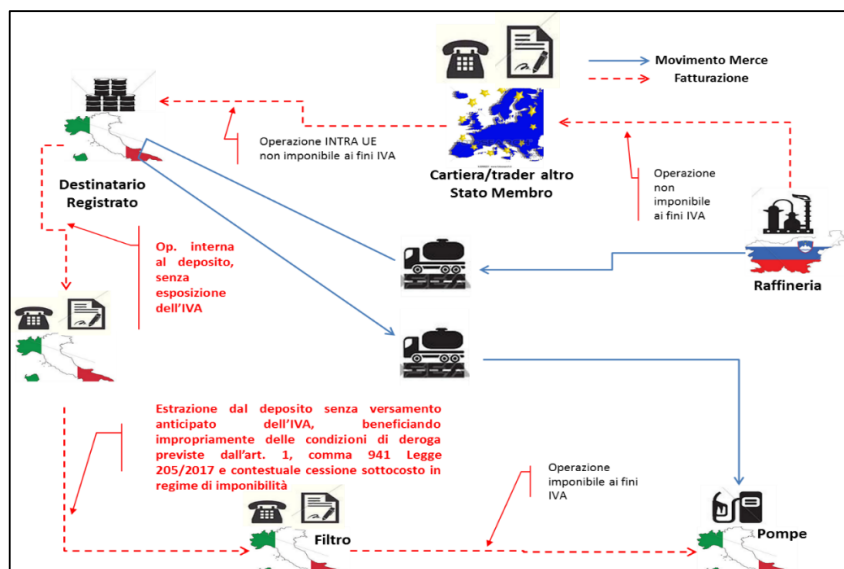 Movimento Merce
Fatturazione
Operazione INTRA UE
non imponibile ai fini IVA
Cartiera/trader altro
Stato Membro
Operazione
non
imponibile
ai fini IVA
Destinatario
Registrato
Raffineria
Op. interna
al deposito,
senza
esposizione
dell'IVA
Estrazione dal deposito senza versamento
anticipato dell'IVA, beneficiando
impropriamente delle condizioni di deroga
previste dall'art. 1, comma 941 Legge
205/2017 e contestuale cessione sottocosto in
regime di imponibilità
Operazione
imponibile ai fini
IVA
Filtro
Pompe